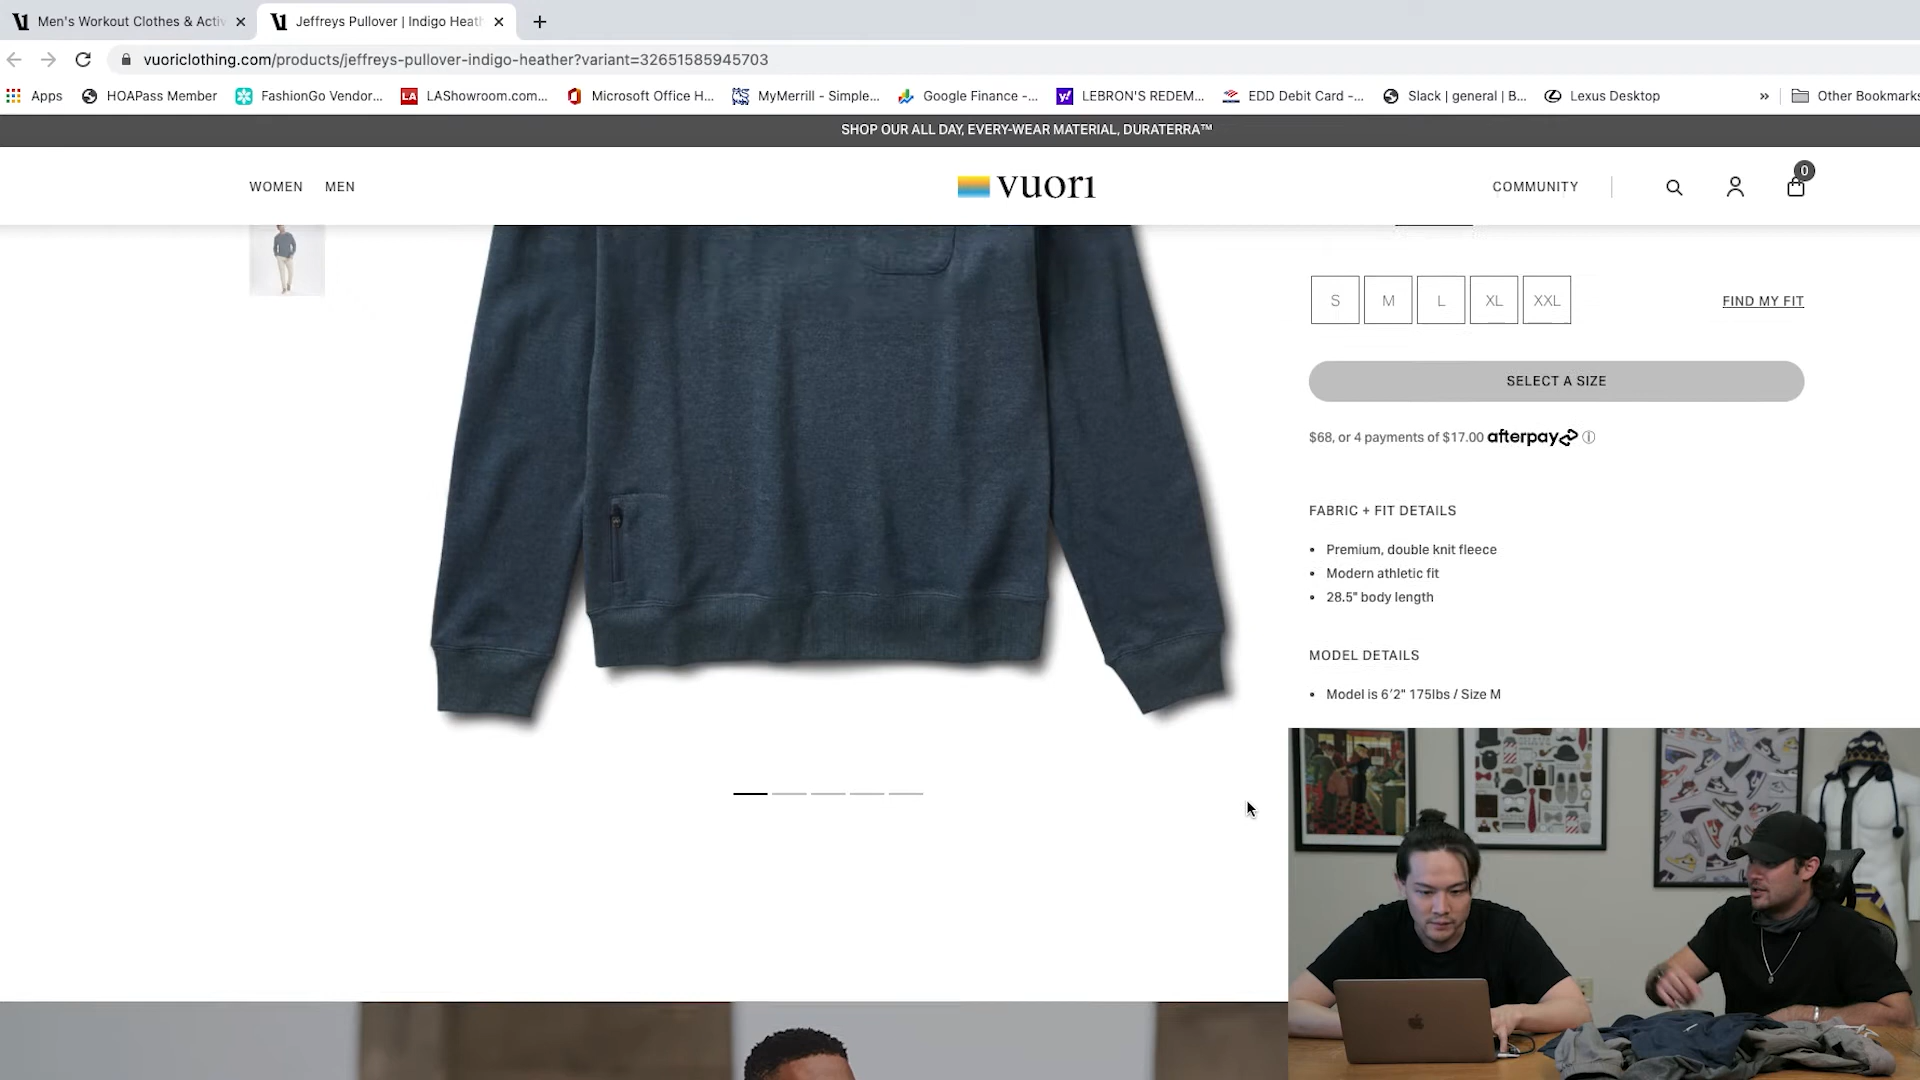 Men's Workout Clothes & Activ
Jeffreys Pullover | Indigo Heath
vuoriclothing.com/products/jeffreys-pullover-indigo-heather?variant=32651585945703
Apps
HOAPass Member
FashionGo Vendor...
LA
LAShowroom.com...
Microsoft Office H...
MyMerrill - Simple...
Google Finance -...
LEBRON'S REDEM...
EDD Debit Card -...
Slack | general | B...
Lexus Desktop
»
Other Bookmarks
SHOP OUR ALL DAY, EVERY-WEAR MATERIAL, DURATERRA™
WOMEN MEN
vuori
COMMUNITY
0
S M L XL XXL
FIND MY FIT
SELECT A SIZE
$68, or 4 payments of $17.00 afterpay
FABRIC + FIT DETAILS
• Premium, double knit fleece
• Modern athletic fit
• 28.5" body length
MODEL DETAILS
• Model is 6'2" 175lbs / Size M